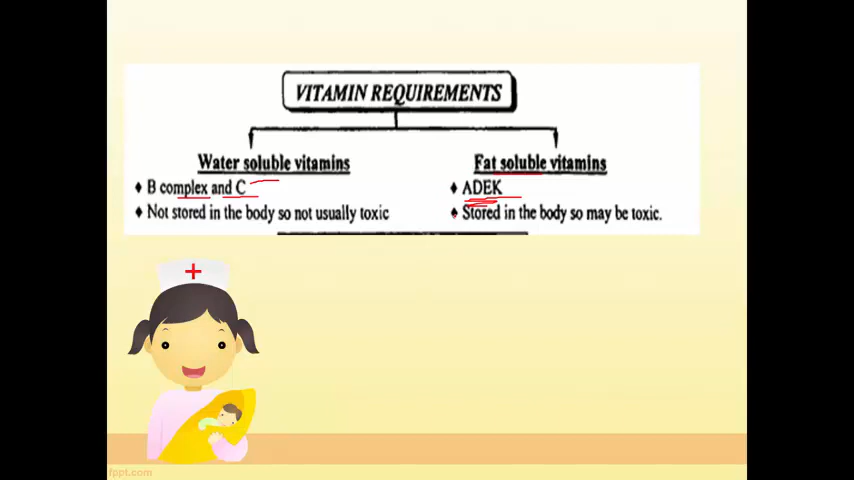 VITAMIN REQUIREMENTS
Water soluble vitamins
♦ B complex and C
♦ Not stored in the body so not usually toxic
Fat soluble vitamins
♦ ADEK
♦ Stored in the body so may be toxic.
fppt.com